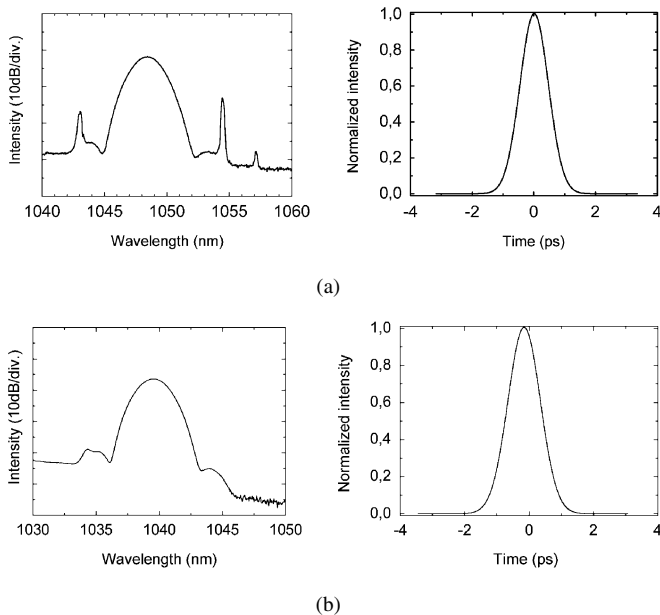 Intensity (10dB/div.)
1040 1045 1050 1055 1060
Wavelength (nm)
Normalized intensity
1,0
0,8
0,6
0,4
0,2
0,0
-4 -2 0 2 4
Time (ps)
(a)
Intensity (10dB/div.)
1030 1035 1040 1045 1050
Wavelength (nm)
Normalized intensity
1,0
0,8
0,6
0,4
0,2
0,0
-4 -2 0 2 4
Time (ps)
(b)